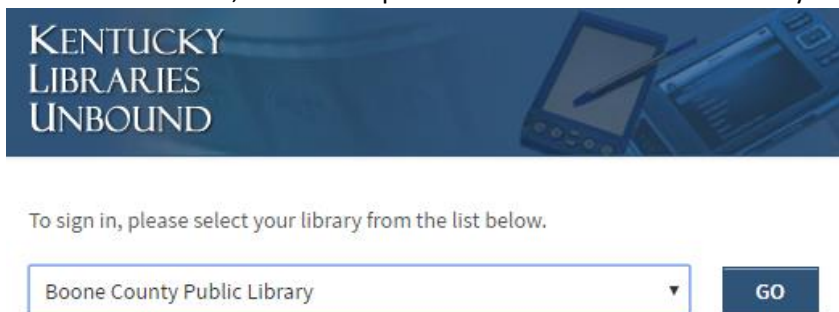 KENTUCKY
LIBRARIES
UNBOUND
To sign in, please select your library from the list below.
Boone County Public Library
GO